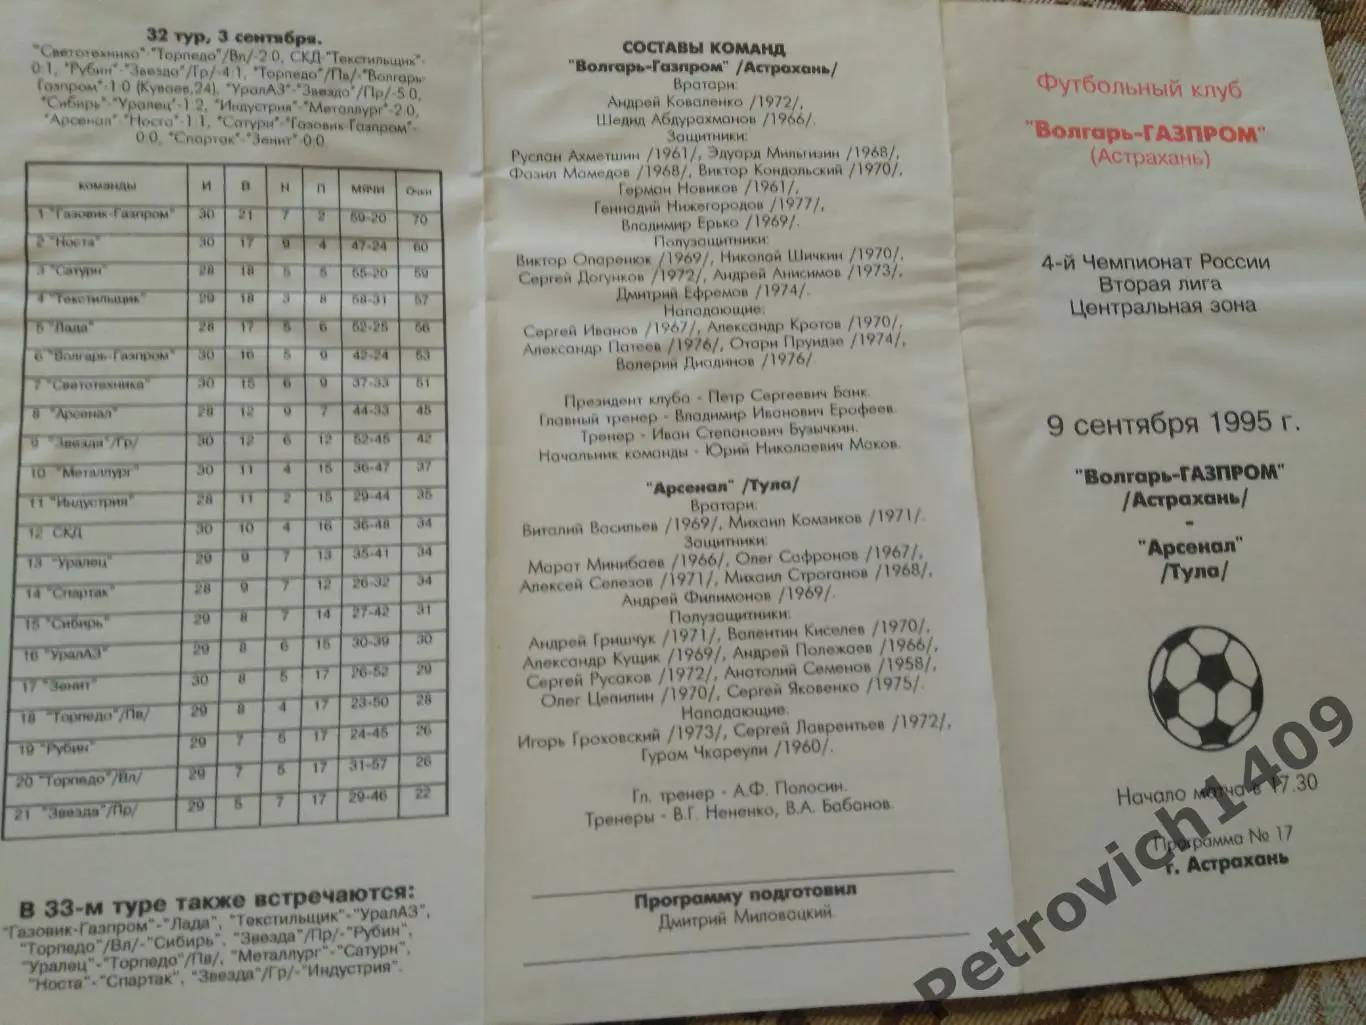 32 тур, 3 сентября.
"Светотехника"-"Торпедо"/Вл/-2:0, СКД-"Текстильщик"-
0:1, "Рубин"-"Звезда"/Гр/-4:1, "Торпедо"/Пв/-"Волгарь-
Газпром"-1:0 (Куваев,24), "УралАЗ"-"Звезда"/Пр/-5:0,
"Сибирь"-"Уралец"-1:2, "Индустрия"-"Металлург"-2:0,
"Арсенал"-"Носта"-1:1, "Сатурн"-"Газовик-Газпром"-
0:0, "Спартак"-"Зенит"-0:0
команды И В Н П мячи Очки
1 "Газовик-Газпром" 30 21 7 2 59-20 70
2 "Носта" 30 17 9 4 47-24 60
3 "Сатурн" 28 18 5 5 55-20 59
4 "Текстильщик" 29 18 3 8 58-31 57
5 "Лада" 28 17 5 6 52-25 56
6 "Волгарь-Газпром" 30 16 5 9 42-24 53
7 "Светотехника" 30 15 6 9 37-33 51
8 "Арсенал" 28 12 9 7 44-33 45
9 "Звезда"/Гр/ 30 12 6 12 52-45 42
10 "Металлург" 30 11 4 15 36-47 37
11 "Индустрия" 28 11 2 15 29-44 35
12 СКД 30 10 4 16 36-48 34
13 "Уралец" 29 9 7 13 35-41 34
14 "Спартак" 28 9 7 12 26-32 34
15 "Сибирь" 29 8 7 14 27-42 31
16 "УралАЗ" 29 8 6 15 30-39 30
17 "Зенит" 30 8 5 17 26-52 29
18 "Торпедо"/Пв/ 29 8 4 17 23-50 28
19 "Рубин" 29 7 5 17 24-45 26
20 "Торпедо"/Вл/ 29 7 5 17 31-57 26
21 "Звезда"/Пр/ 29 5 7 17 29-46 22
В 33-м туре также встречаются:
"Газовик-Газпром"-"Лада", "Текстильщик"-"УралАЗ",
"Торпедо"/Вл/-"Сибирь", "Звезда"/Пр/-"Рубин",
"Уралец"-"Торпедо"/Пв/, "Металлург"-"Сатурн",
"Носта"-"Спартак", "Звезда"/Гр/-"Индустрия".
СОСТАВЫ КОМАНД
"Волгарь-Газпром" /Астрахань/
Вратари:
Андрей Коваленко /1972/,
Шедид Абдурахманов /1966/.
Защитники:
Руслан Ахметшин /1961/, Эдуард Мильгизин /1968/,
Фазил Мамедов /1968/, Виктор Кондольский /1970/,
Герман Новиков /1961/,
Геннадий Нижегородов /1977/,
Владимир Ерько /1969/.
Полузащитники:
Виктор Опаренюк /1969/, Николай Шичкин /1970/,
Сергей Догунков /1972/, Андрей Анисимов /1973/,
Дмитрий Ефремов /1974/.
Нападающие:
Сергей Иванов /1967/, Александр Кротов /1970/,
Александр Патеев /1976/, Отари Пруидзе /1974/,
Валерий Диадинов /1976/
Президент клуба - Петр Сергеевич Банк.
Главный тренер - Владимир Иванович Ерофеев.
Тренер - Иван Степанович Бузычкин.
Начальник команды - Юрий Николаевич Маков.
"Арсенал" /Тула/
Вратари:
Виталий Васильев /1969/, Михаил Комзиков /1971/.
Защитники:
Марат Минибаев /1966/, Олег Сафронов /1967/,
Алексей Селезов /1971/, Михаил Строганов /1968/,
Андрей Филимонов /1969/.
Полузащитники:
Андрей Гришчук /1971/, Валентин Киселев /1970/,
Александр Кущик /1969/, Андрей Полежаев /1966/,
Сергей Русаков /1972/, Анатолий Семенов /1958/,
Олег Цепилин /1970/, Сергей Яковенко /1975/.
Нападающие:
Игорь Гроховский /1973/, Сергей Лаврентьев /1972/,
Гурам Чкареули /1960/.
Гл. тренер - А.Ф. Полосин.
Тренеры - В.Г. Нененко, В.А. Бабанов.
Программу подготовил
Дмитрий Миловацкий.
Футбольный клуб
"Волгарь-ГАЗПРОМ"
(Астрахань)
4-й Чемпионат России
Вторая лига
Центральная зона
9 сентября 1995 г.
"Волгарь-ГАЗПРОМ"
/Астрахань/
-
"Арсенал"
/Тула/
Начало матча в 17.30
Программа № 17
г. Астрахань
Petrovich1409